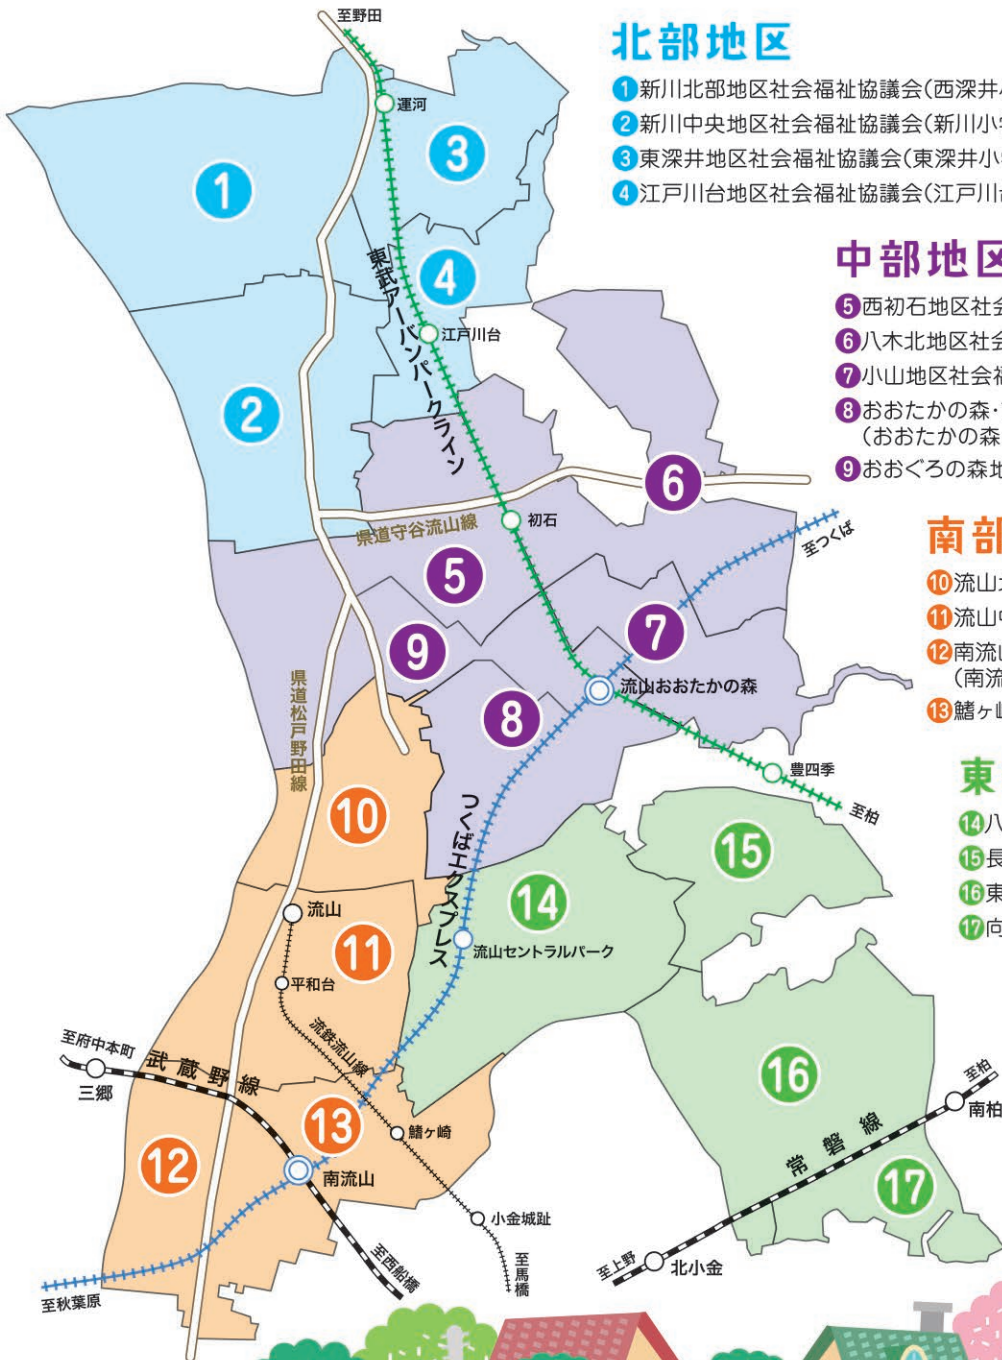 北部地区
①新川北部地区社会福祉協議会(西深井
②新川中央地区社会福祉協議会(新川小
③東深井地区社会福祉協議会(東深井小
④江戸川台地区社会福祉協議会(江戸川
中部地区
⑤西初石地区社会
⑥八木北地区社会
⑦小山地区社会福
⑧おおたかの森・
(おおたかの森
⑨おおぐろの森地
南部
⑩流山
⑪流山
⑫南流山
(南流
⑬鰭ヶ崎
東
⑭八
⑮長
⑯東
⑰向
至野田
運河
3
1
4
東武アーバンパークライン
江戸川台
2
6
県道守谷流山線
初石
至つくば
5
7
9
流山おおたかの森
8
県道松戸野田線
豊四季
至柏
10
つくばエクスプレス
15
14
流山
11
流山セントラルパーク
平和台
流鉄流山線
至府中本町
武蔵野線
三郷
16
至柏
南柏
13
鰭ヶ崎
常磐線
12
南流山
17
小金城趾
至馬橋
至西船橋
至上野
北小金
至秋葉原